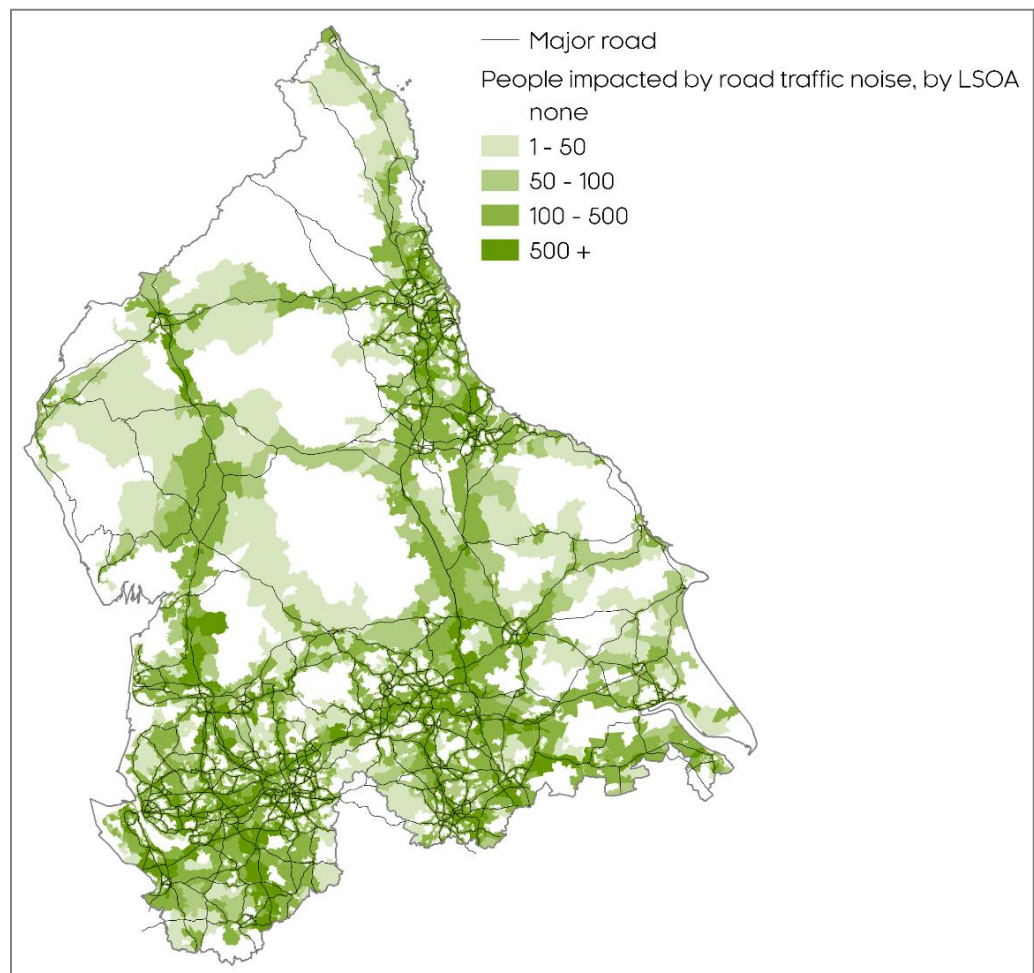 Major road
People impacted by road traffic noise, by LSOA
none
1 - 50
50 - 100
100 - 500
500 +